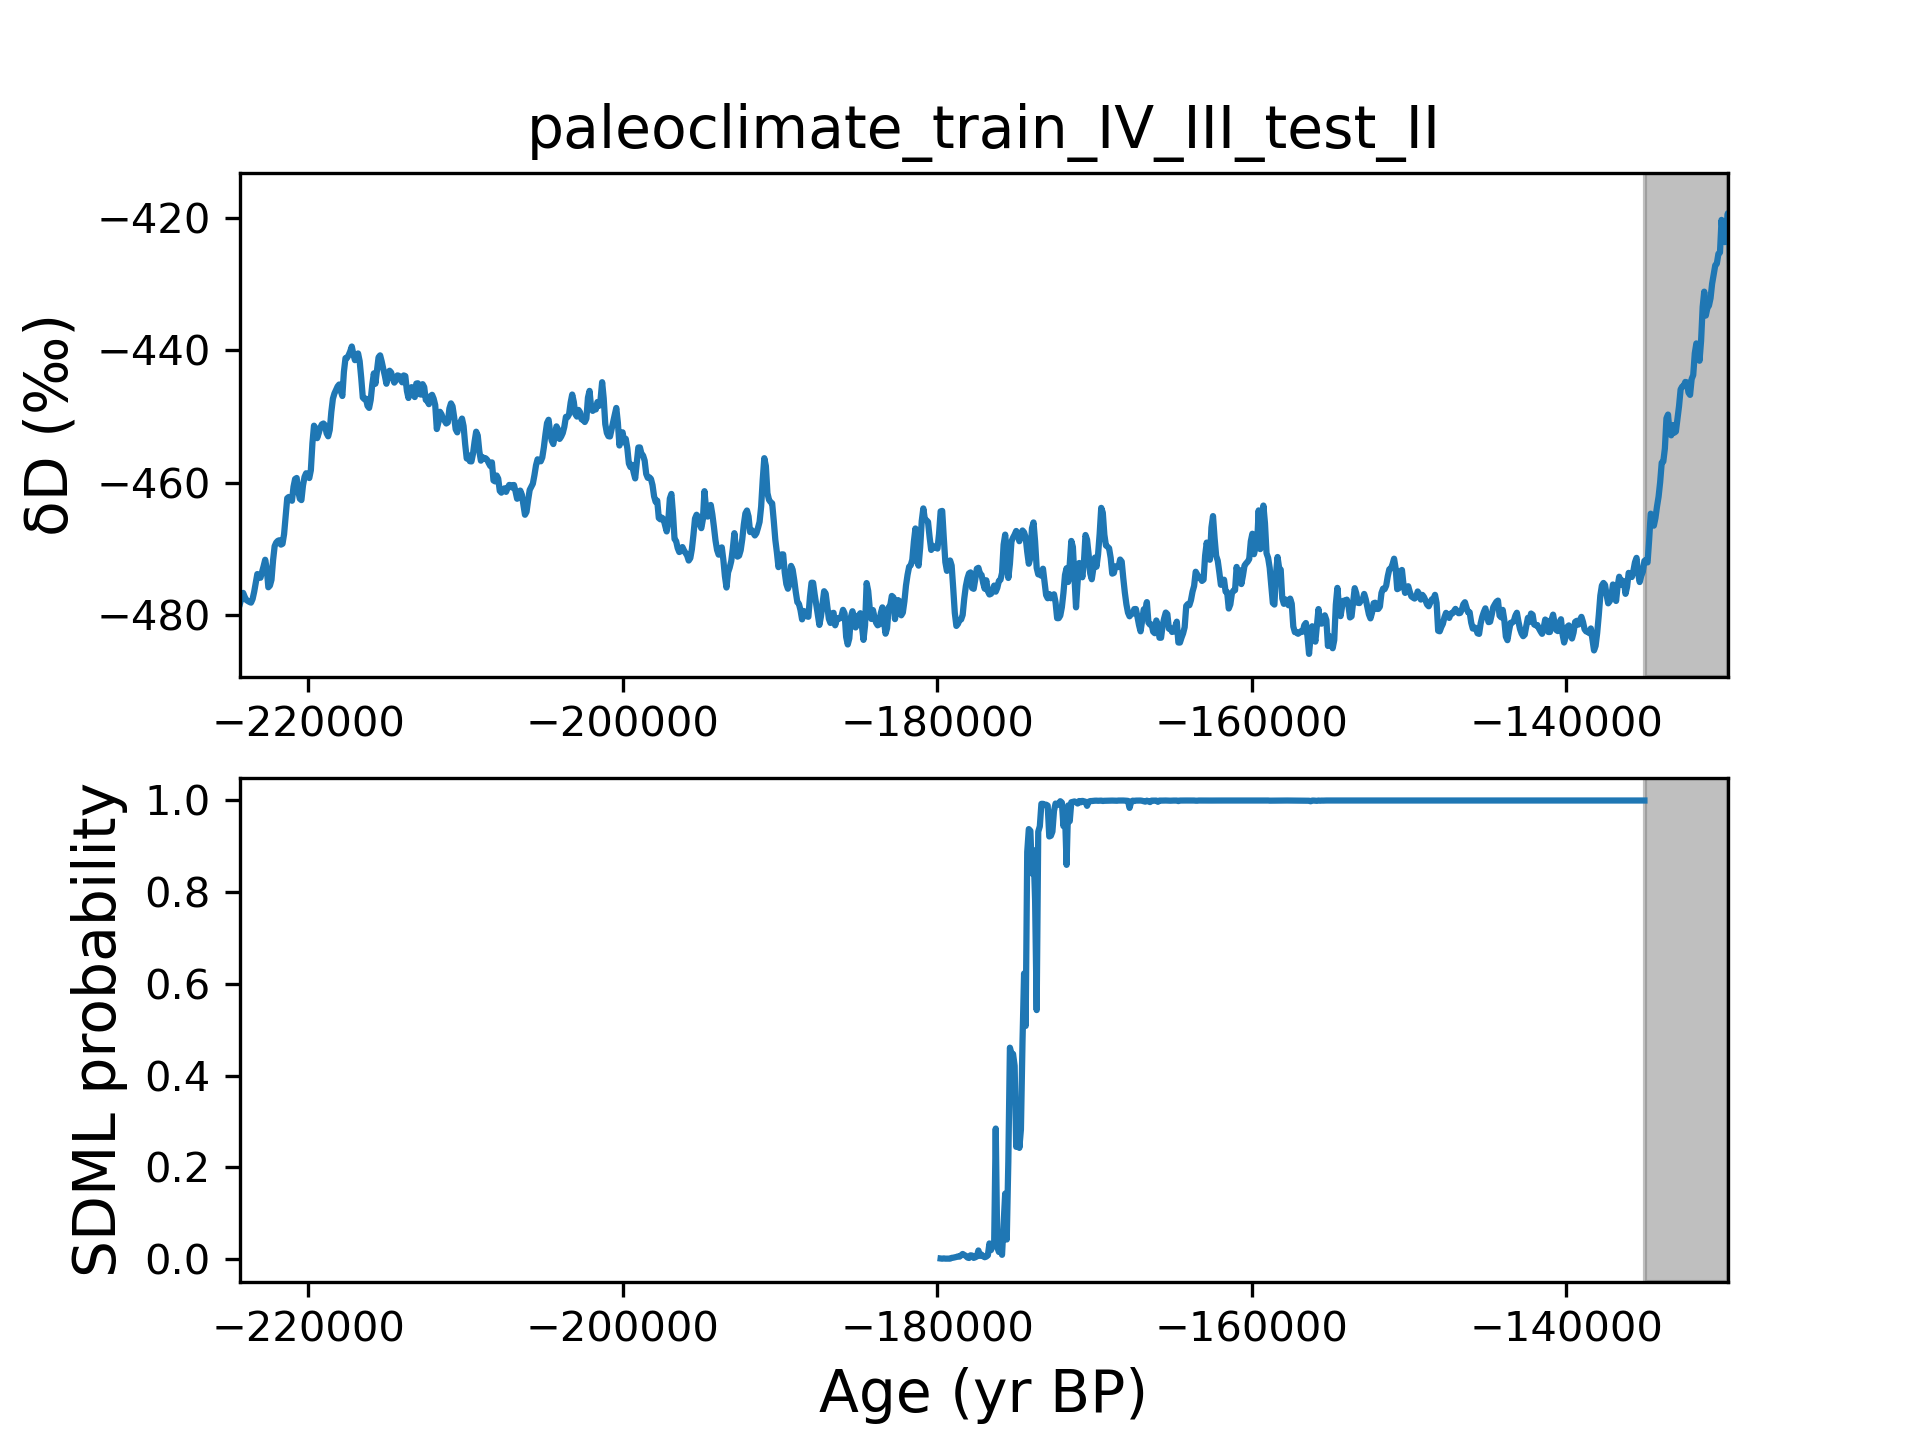 paleoclimate_train_IV_III_test_II
δD (‰)
−420
−440
−460
−480
−220000 −200000 −180000 −160000 −140000
SDML probability
1.0
0.8
0.6
0.4
0.2
0.0
−220000 −200000 −180000 −160000 −140000
Age (yr BP)